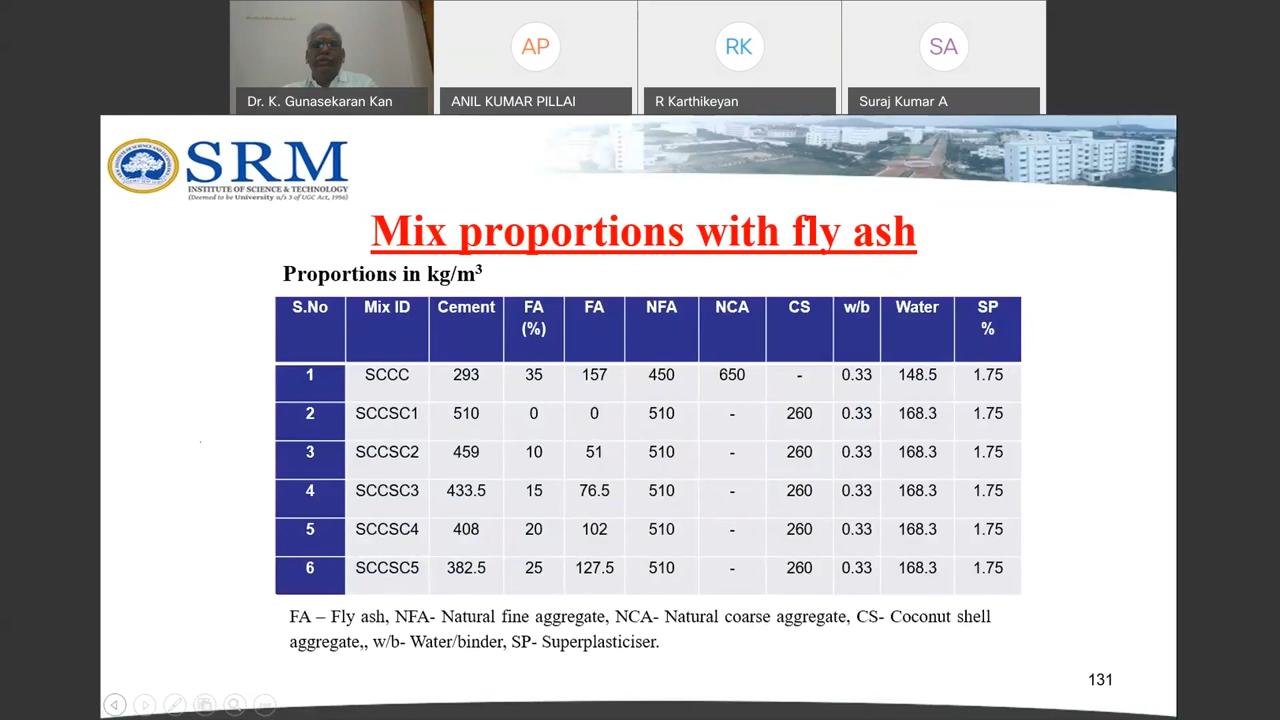 AP
RK
SA
Dr. K. Gunasekaran Kan
ANIL KUMAR PILLAI
R Karthikeyan
Suraj Kumar A
SRM
INSTITUTE OF SCIENCE & TECHNOLOGY
(Deemed to be University u/s 3 of UGC Act, 1956)
Mix proportions with fly ash
Proportions in kg/m³
S.No Mix ID Cement FA (%) FA NFA NCA CS w/b Water SP %
1 SCCC 293 35 157 450 650 - 0.33 148.5 1.75
2 SCCSC1 510 0 0 510 - 260 0.33 168.3 1.75
3 SCCSC2 459 10 51 510 - 260 0.33 168.3 1.75
4 SCCSC3 433.5 15 76.5 510 - 260 0.33 168.3 1.75
5 SCCSC4 408 20 102 510 - 260 0.33 168.3 1.75
6 SCCSC5 382.5 25 127.5 510 - 260 0.33 168.3 1.75
FA – Fly ash, NFA- Natural fine aggregate, NCA- Natural coarse aggregate, CS- Coconut shell
aggregate,, w/b- Water/binder, SP- Superplasticiser.
131